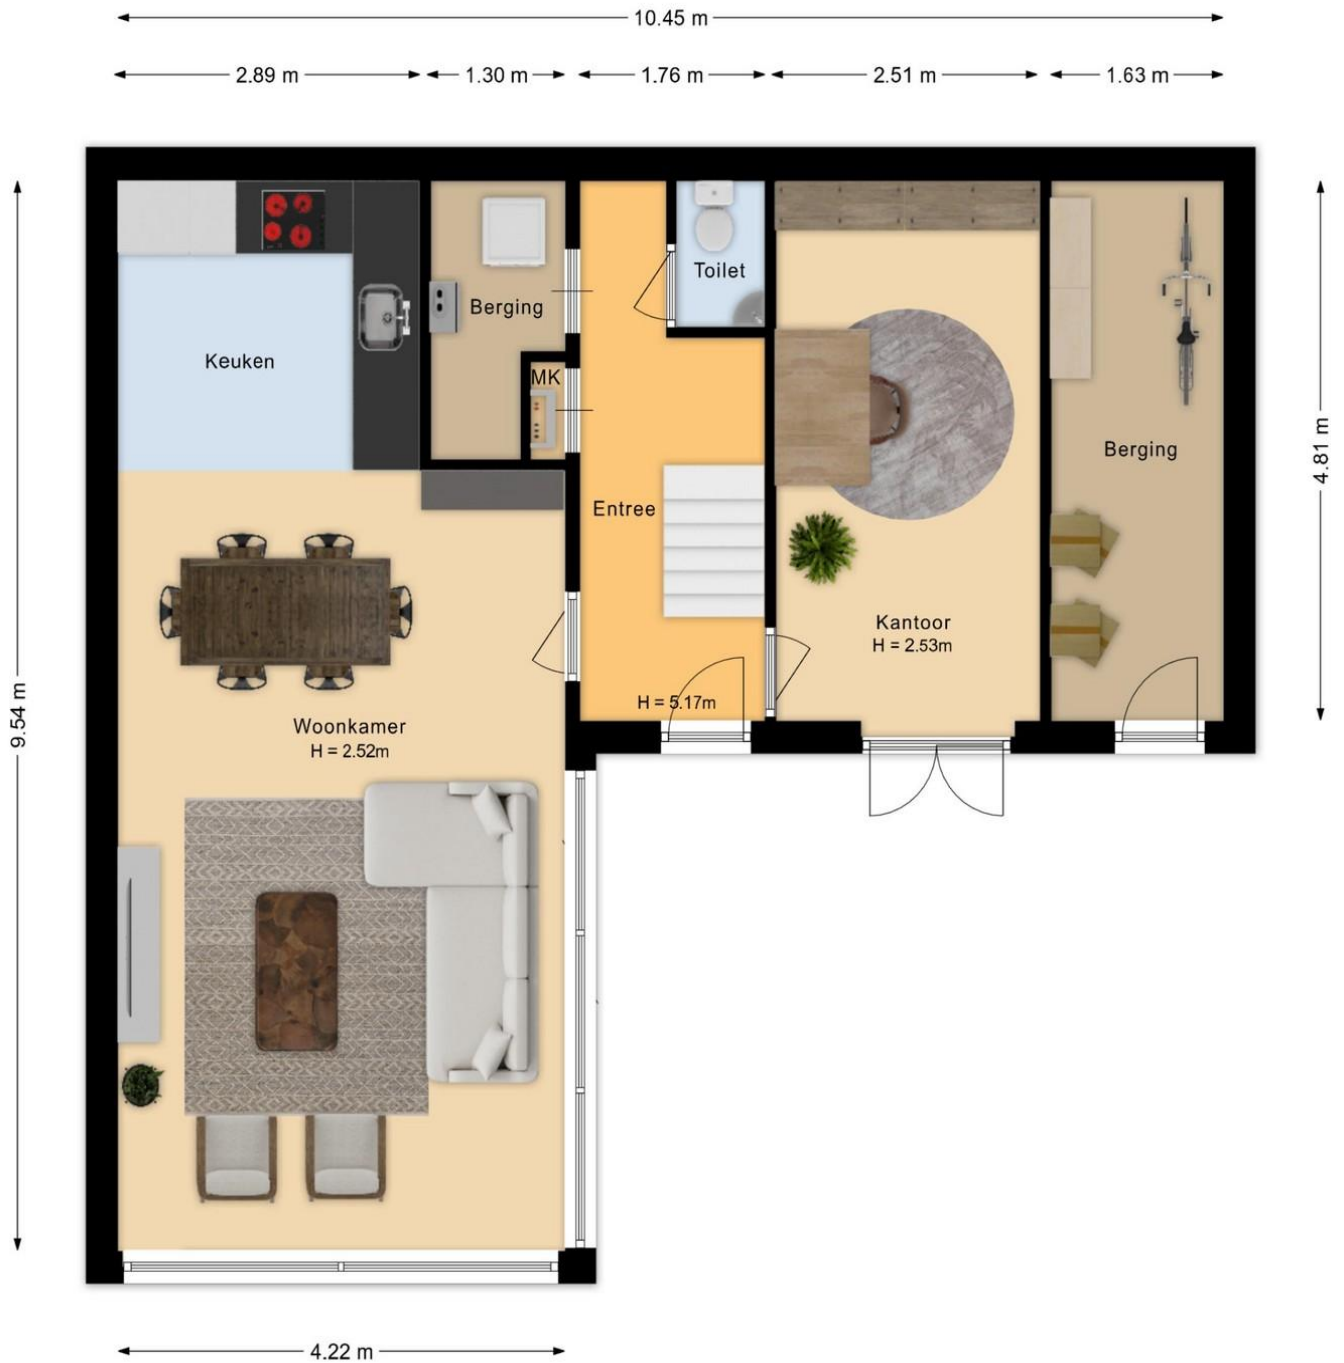 10.45 m
2.89 m
1.30 m
1.76 m
2.51 m
1.63 m
Toilet
Berging
Keuken
MK
4.81 m
Berging
Entree
Kantoor
H = 2.53m
9.54 m
H = 5.17m
Woonkamer
H = 2.52m
4.22 m